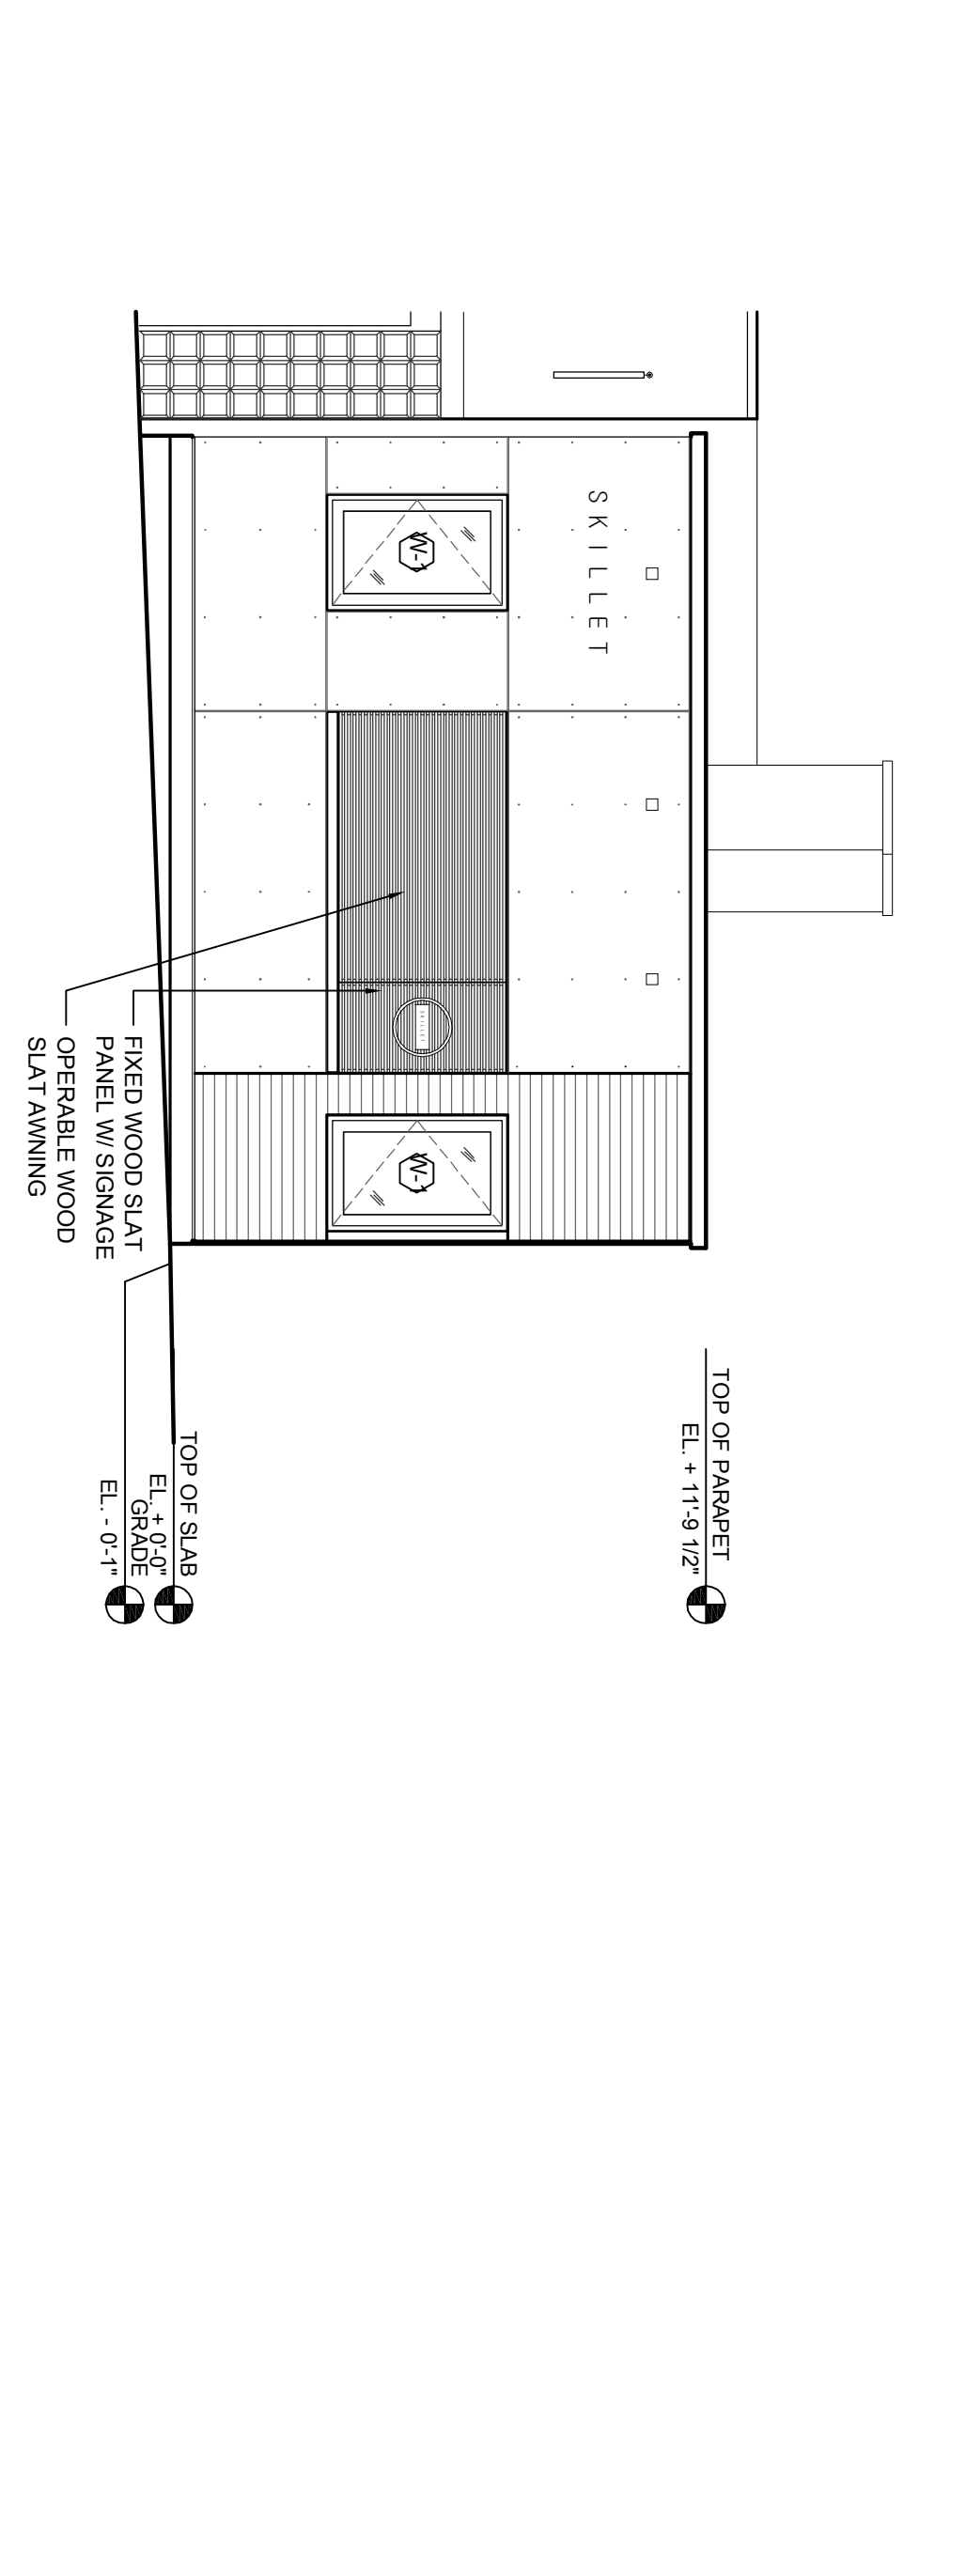 SKILLET
W-1
SKILLET
W-1
TOP OF PARAPET
EL. + 11'-9 1/2"
TOP OF SLAB
EL. + 0'-0"
GRADE
EL. - 0'-1"
FIXED WOOD SLAT
PANEL W/ SIGNAGE
OPERABLE WOOD
SLAT AWNING